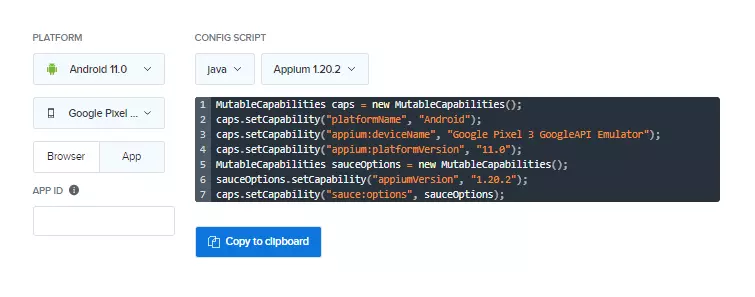 PLATFORM
Android 11.0
Google Pixel ...
Browser App
APP ID
CONFIG SCRIPT
java Appium 1.20.2
1 MutableCapabilities caps = new MutableCapabilities();
2 caps.setCapability("platformName", "Android");
3 caps.setCapability("appium:deviceName", "Google Pixel 3 GoogleAPI Emulator");
4 caps.setCapability("appium:platformVersion", "11.0");
5 MutableCapabilities sauceOptions = new MutableCapabilities();
6 sauceOptions.setCapability("appiumVersion", "1.20.2");
7 caps.setCapability("sauce:options", sauceOptions);
Copy to clipboard